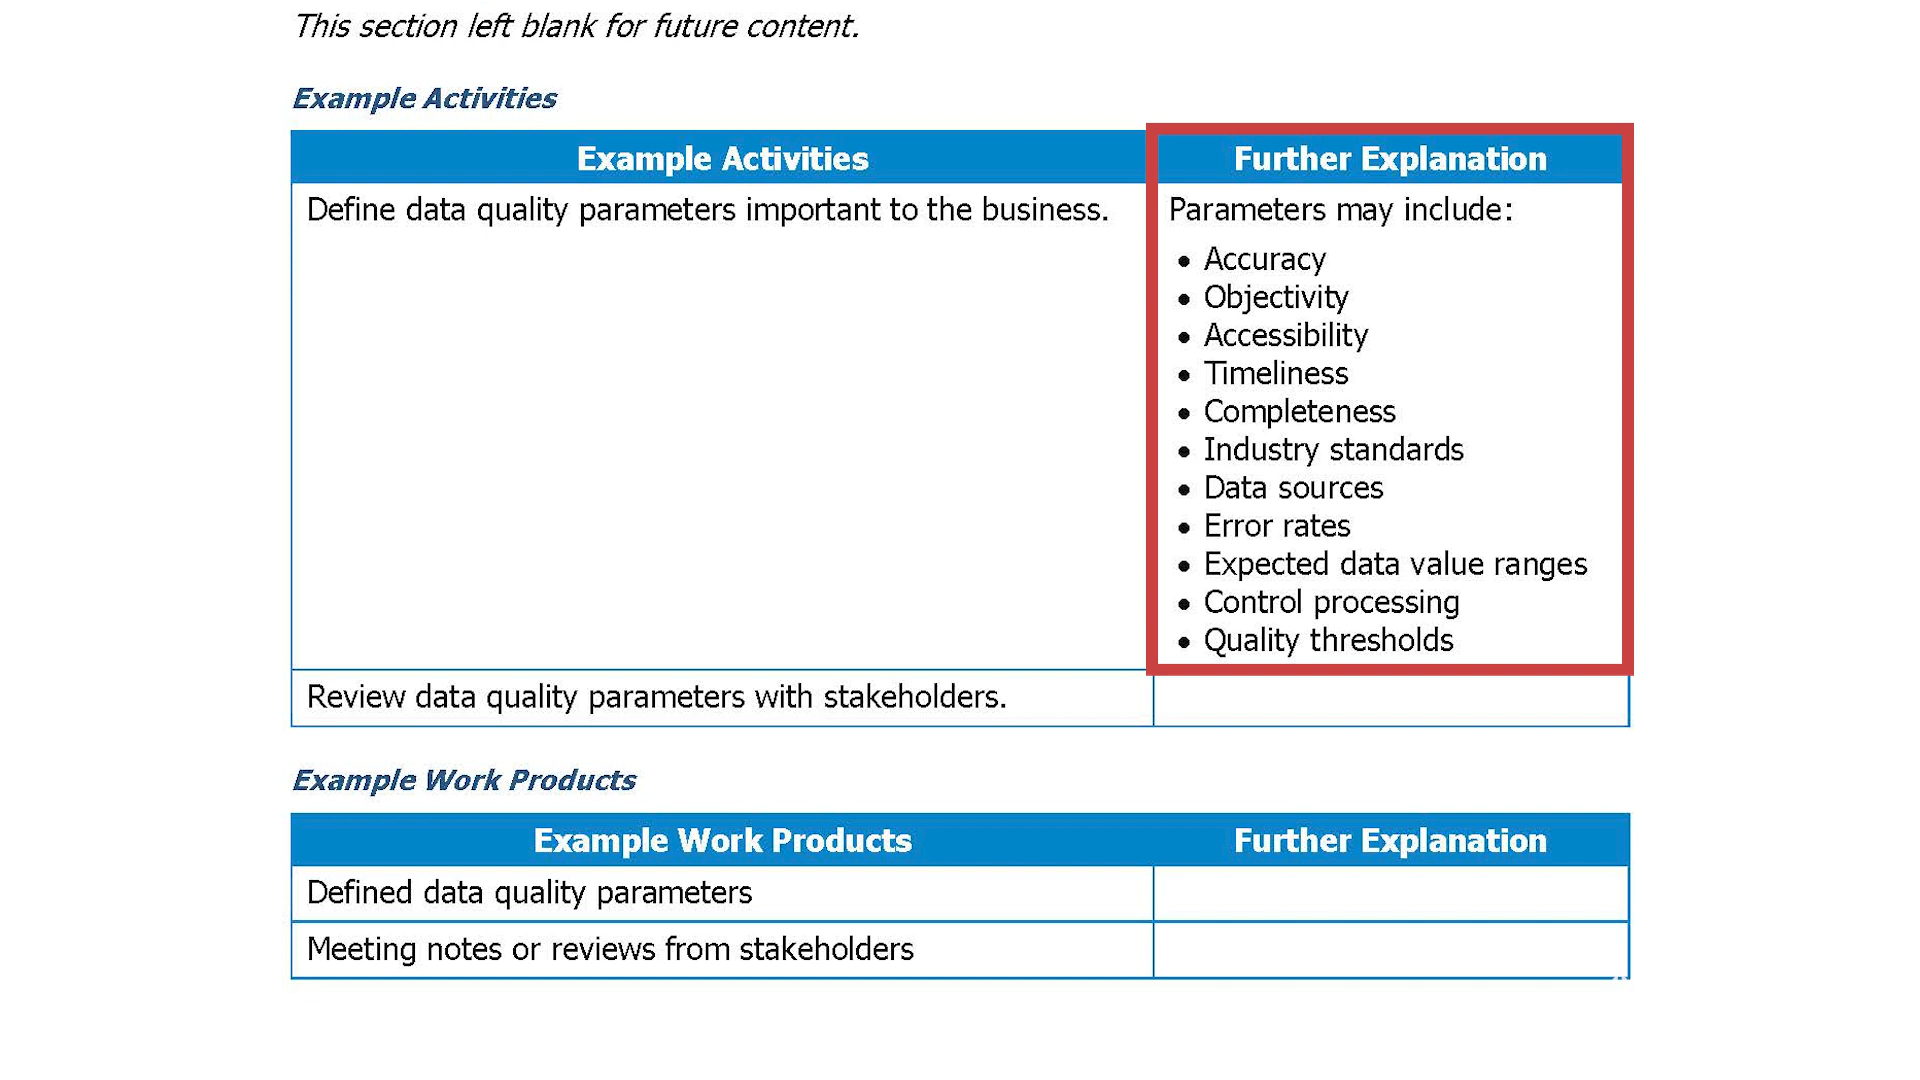 This section left blank for future content.
Example Activities
Example Activities
Further Explanation
Define data quality parameters important to the business.
Parameters may include:
• Accuracy
• Objectivity
• Accessibility
• Timeliness
• Completeness
• Industry standards
• Data sources
• Error rates
• Expected data value ranges
• Control processing
• Quality thresholds
Review data quality parameters with stakeholders.
Example Work Products
Example Work Products
Further Explanation
Defined data quality parameters
Meeting notes or reviews from stakeholders